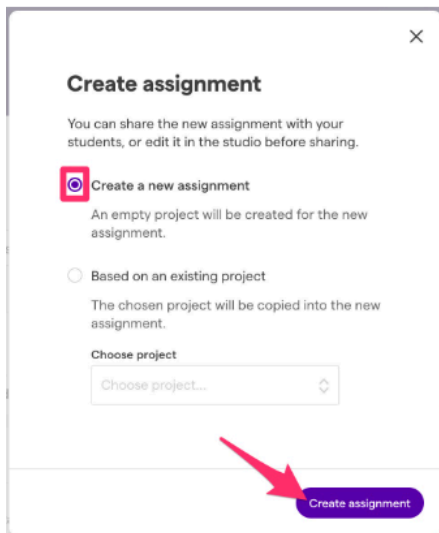 Create assignment
You can share the new assignment with your
students, or edit it in the studio before sharing.
Create a new assignment
An empty project will be created for the new
assignment.
Based on an existing project
The chosen project will be copied into the new
assignment.
Choose project
Choose project...
Create assignment